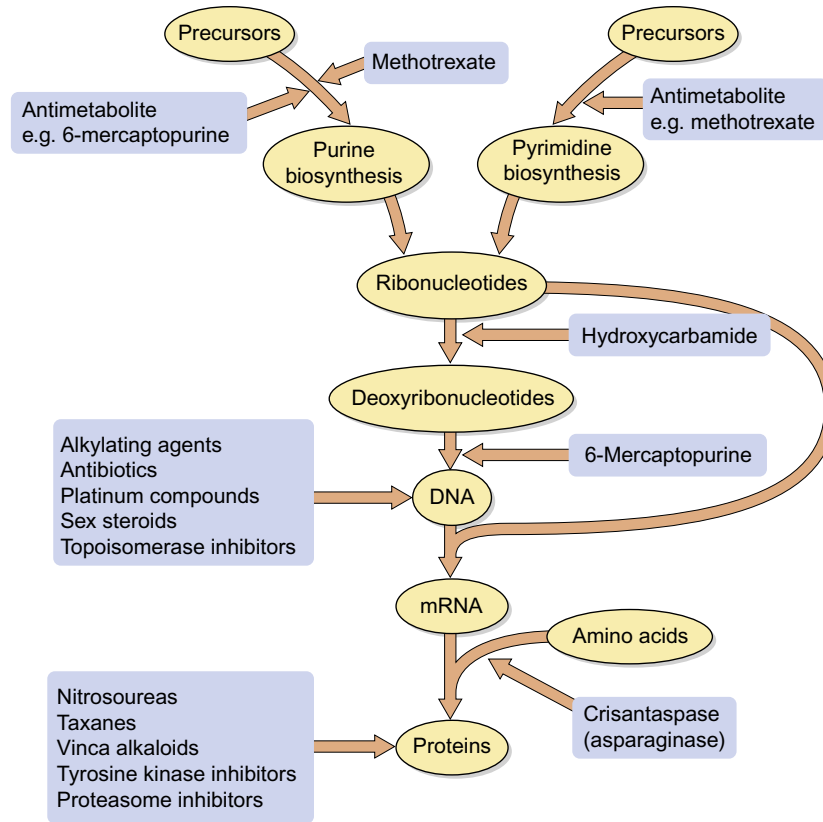 Precursors
Precursors
Methotrexate
Antimetabolite
e.g. 6-mercaptopurine
Antimetabolite
e.g. methotrexate
Purine
biosynthesis
Pyrimidine
biosynthesis
Ribonucleotides
Hydroxycarbamide
Deoxyribonucleotides
Alkylating agents
Antibiotics
Platinum compounds
Sex steroids
Topoisomerase inhibitors
6-Mercaptopurine
DNA
mRNA
Amino acids
Nitrosoureas
Taxanes
Vinca alkaloids
Tyrosine kinase inhibitors
Proteasome inhibitors
Proteins
Crisantaspase
(asparaginase)